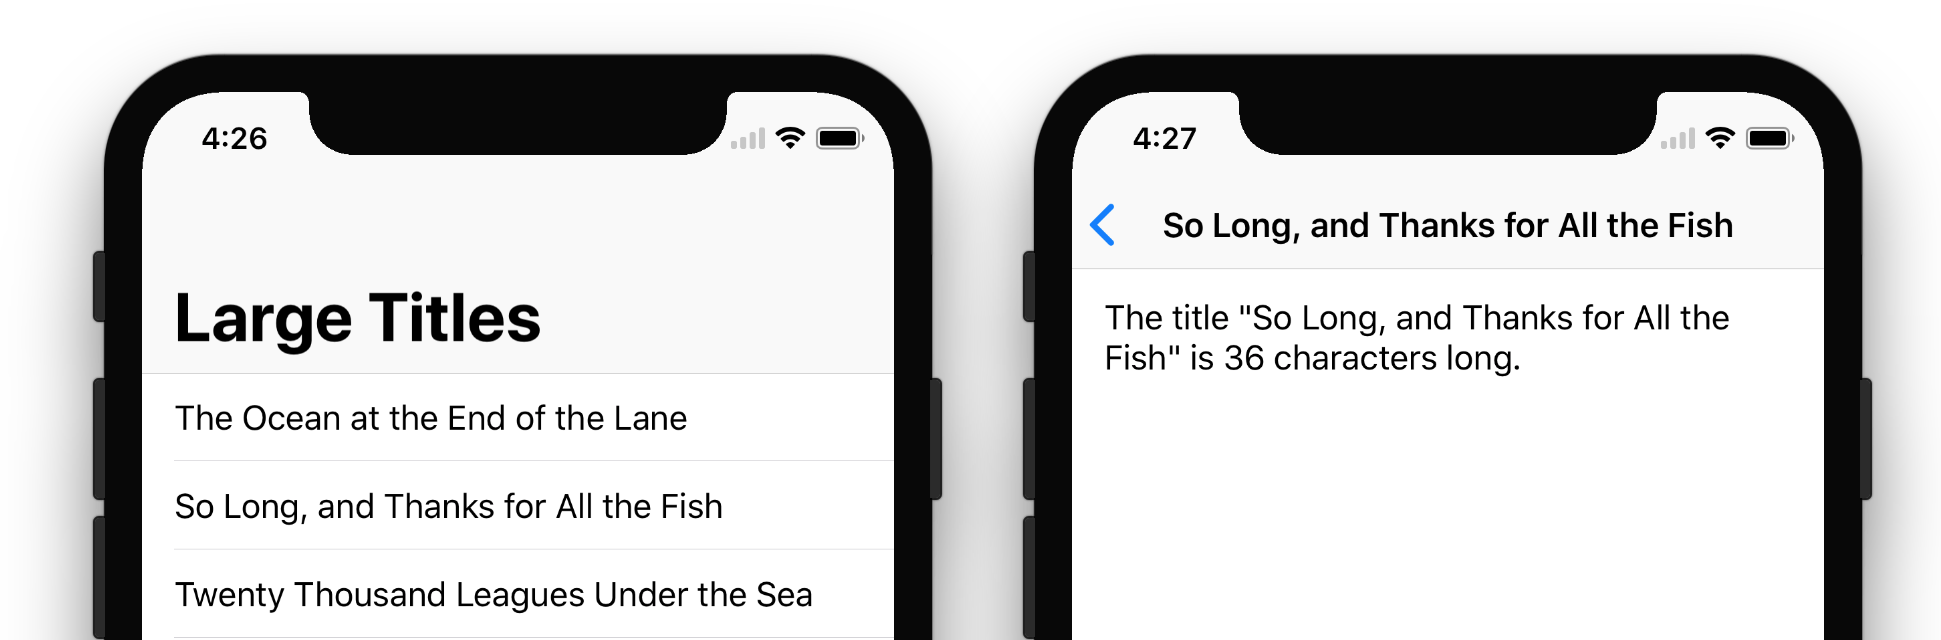 4:26
Large Titles
The Ocean at the End of the Lane
So Long, and Thanks for All the Fish
Twenty Thousand Leagues Under the Sea
4:27
So Long, and Thanks for All the Fish
The title "So Long, and Thanks for All the
Fish" is 36 characters long.